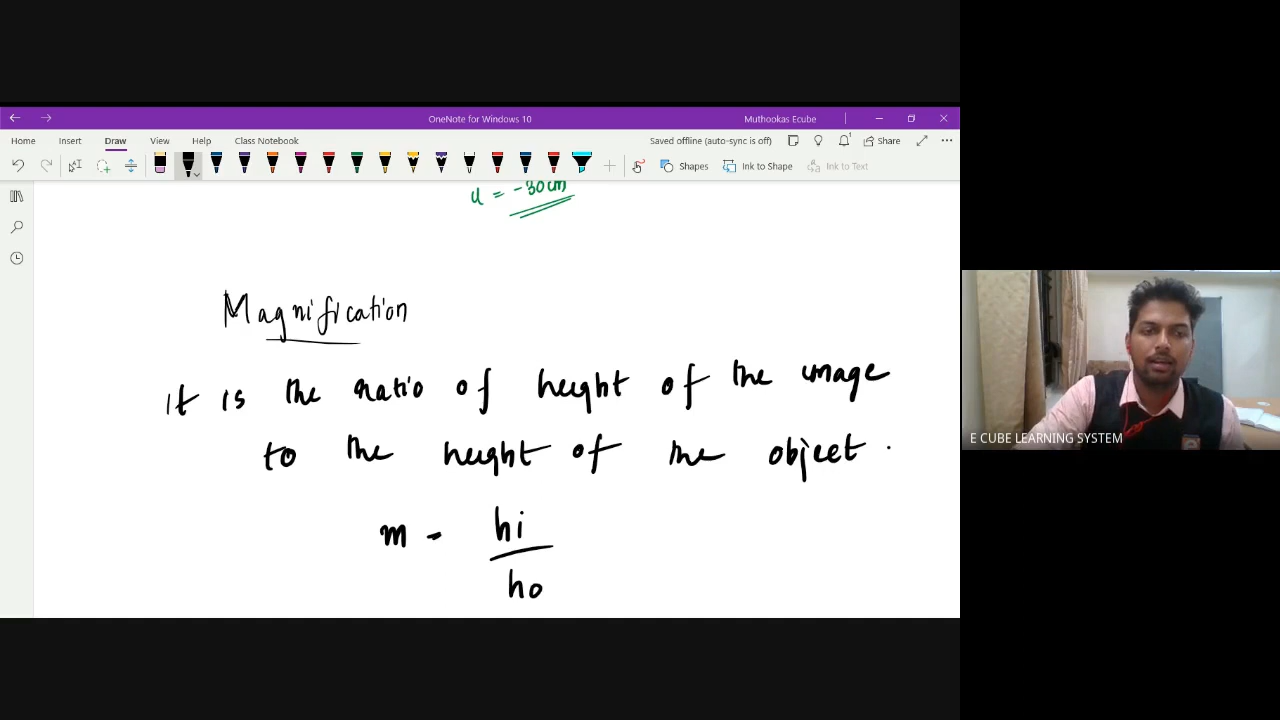 OneNote for Windows 10
Muthookas Ecube
Home Insert Draw View Help Class Notebook
Saved offline (auto-sync is off)
1
Share
Shapes
Ink to Shape
Ink to Text
u = -30cm
Magnification
It is the ratio of height of the image
to the height of the object.
m = hi
ho
E CUBE LEARNING SYSTEM